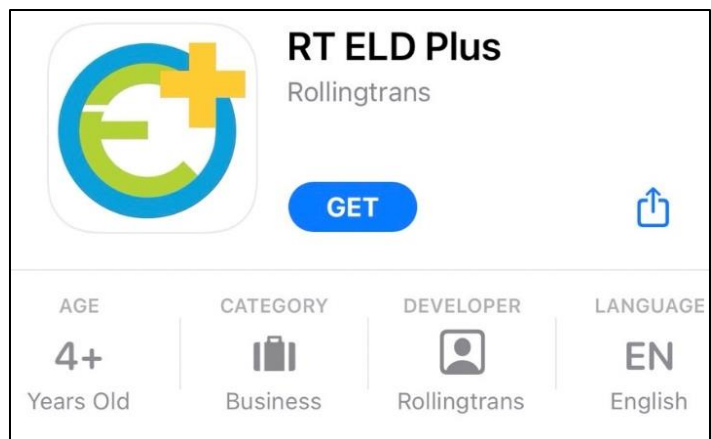 RT ELD Plus
Rollingtrans
GET
AGE
CATEGORY
DEVELOPER
LANGUAGE
4+
EN
Years Old
Business
Rollingtrans
English